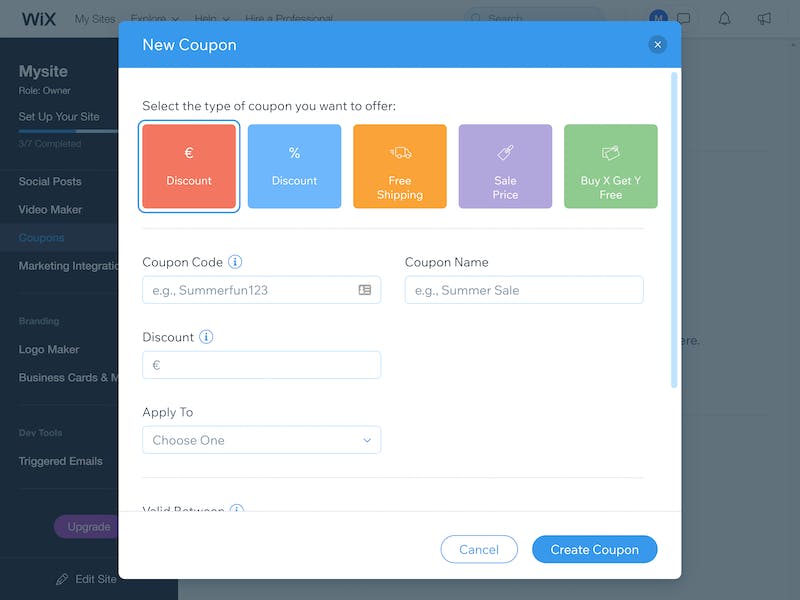 WiX
My Sites
Explore
Help
Hire a Professional
Search
M
Mysite
Role: Owner
Set Up Your Site
3/7 Completed
Social Posts
Video Maker
Coupons
Marketing Integratio
Branding
Logo Maker
Business Cards & M
Dev Tools
Triggered Emails
Upgrade
Edit Site
New Coupon
Select the type of coupon you want to offer:
€
Discount
%
Discount
Free
Shipping
Sale
Price
Buy X Get Y
Free
Coupon Code
Coupon Name
e.g., Summerfun123
e.g., Summer Sale
Discount
€
Apply To
Choose One
Valid Between
Cancel
Create Coupon
ere.